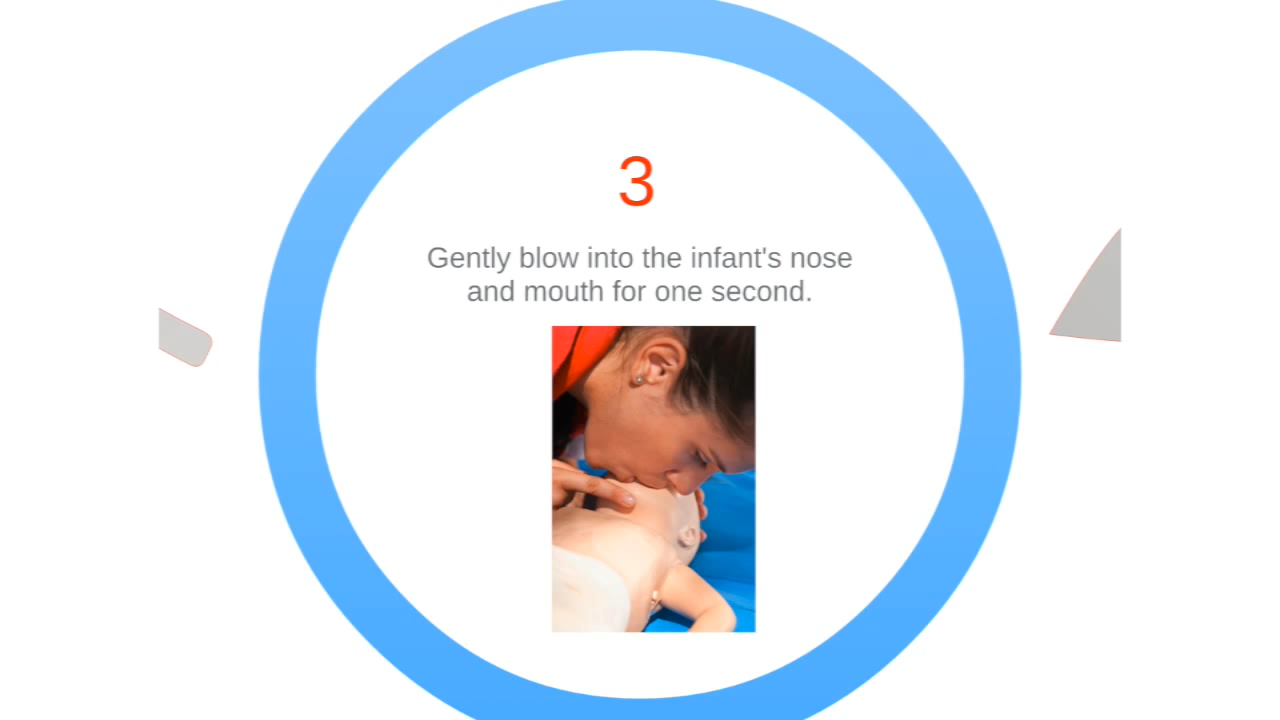 3
Gently blow into the infant's nose
and mouth for one second.